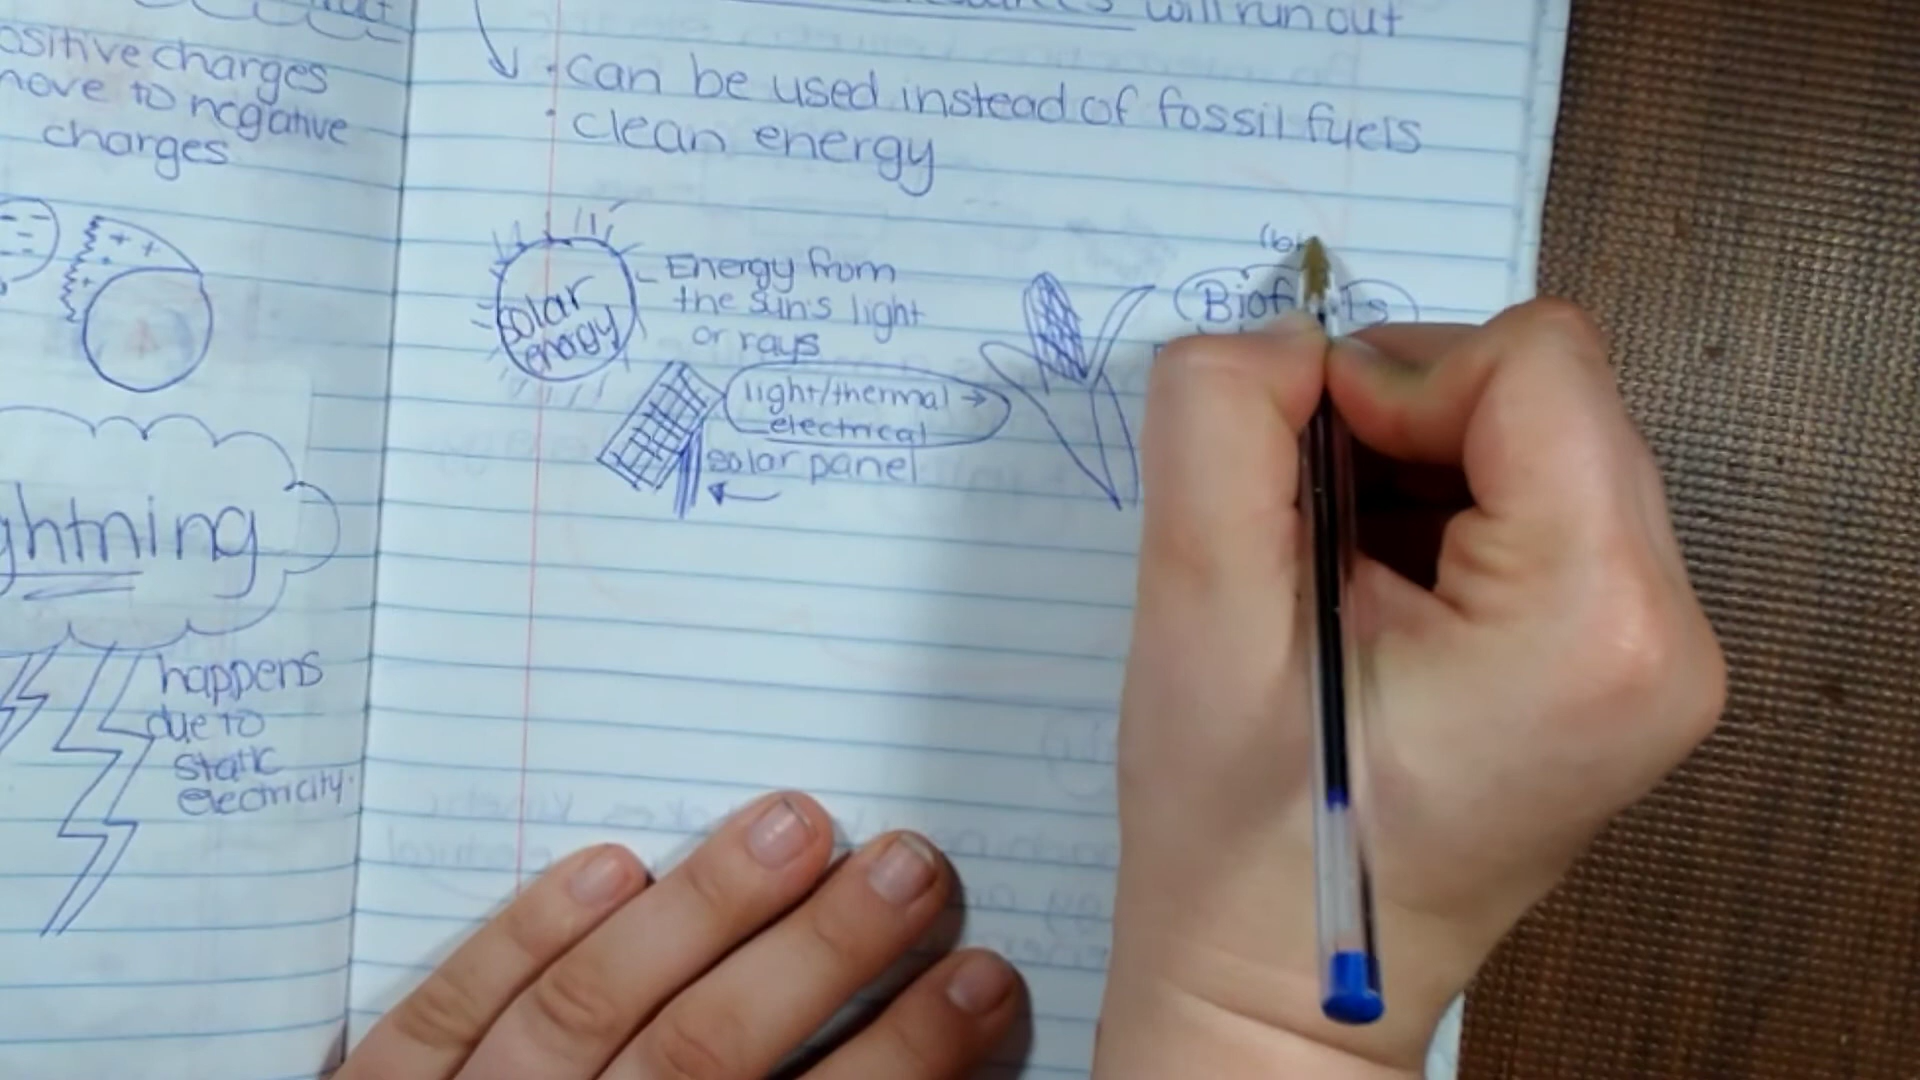 ositive charges
move to negative
charges
ghtning
happens
due to
static
electricity.
will run out
· can be used instead of fossil fuels
· clean energy
solar
energy
- Energy from
the sun's light
or rays
light/thermal →
electrical
solar panel